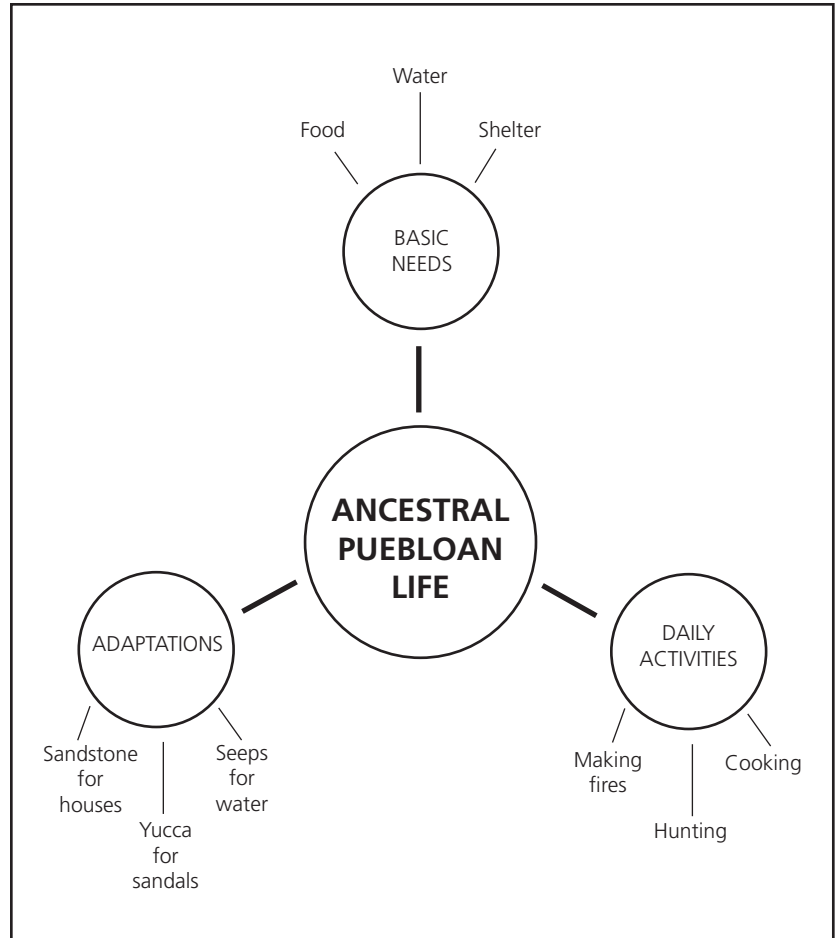 Water
Food
Shelter
BASIC
NEEDS
ANCESTRAL
PUEBLOAN
LIFE
ADAPTATIONS
Sandstone
for
houses
Yucca
for
sandals
Seeps
for
water
DAILY
ACTIVITIES
Making
fires
Hunting
Cooking